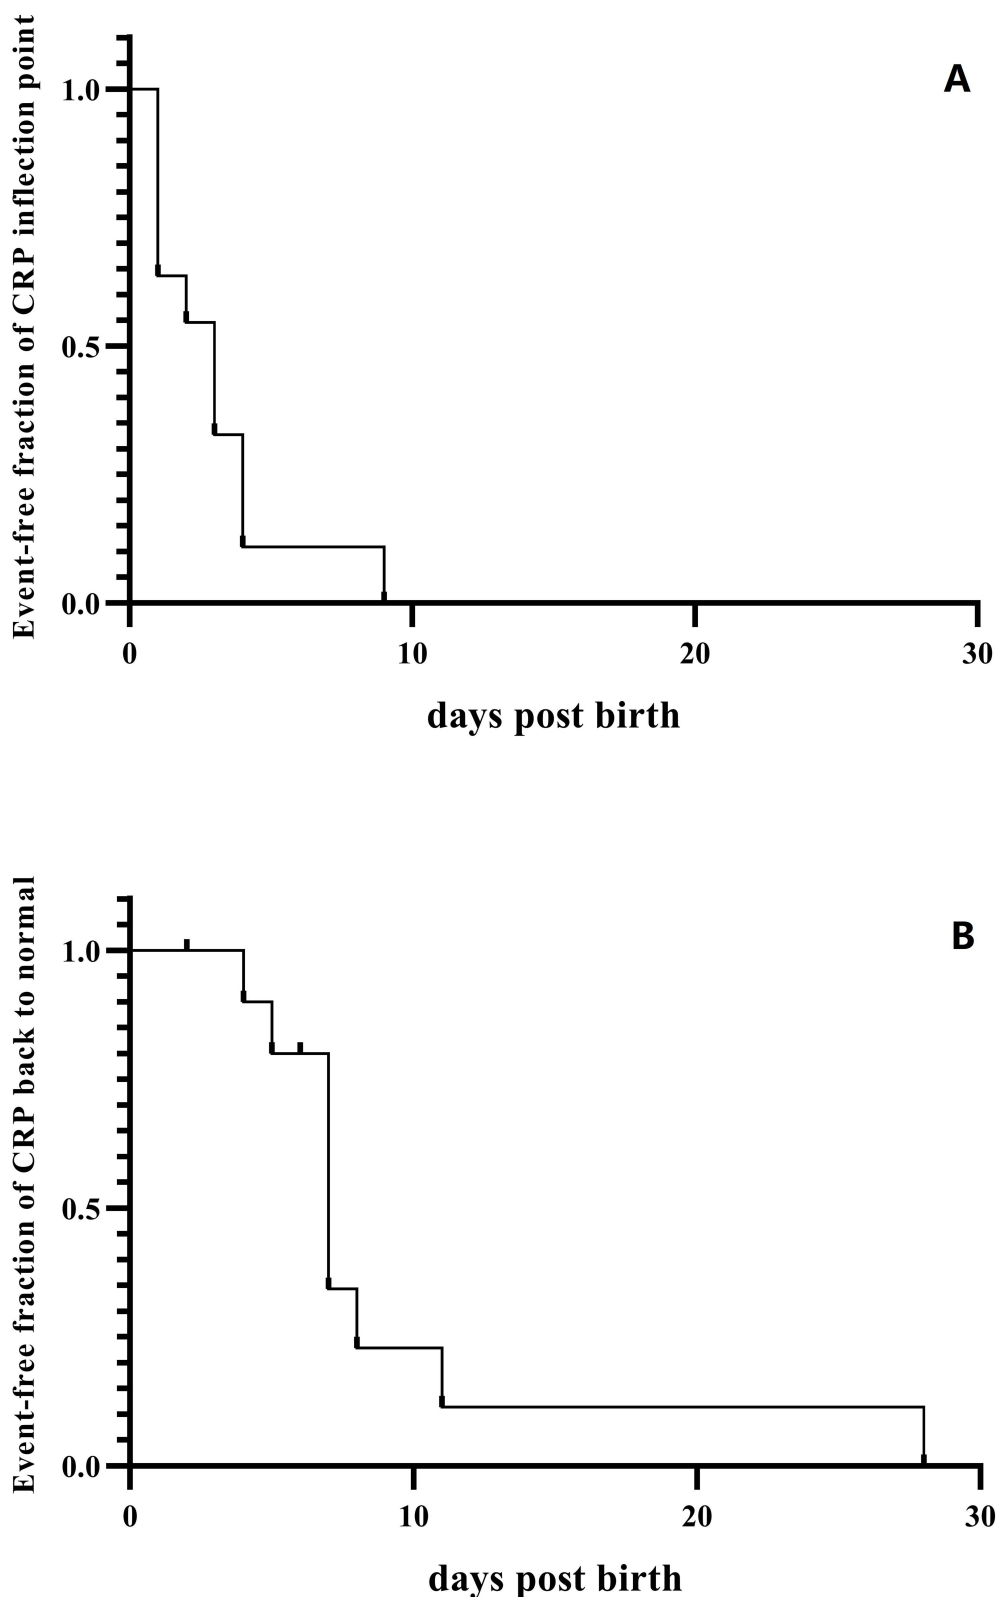 A
Event-free fraction of CRP inflection point
1.0
0.5
0.0
0 10 20 30
days post birth
B
Event-free fraction of CRP back to normal
1.0
0.5
0.0
0 10 20 30
days post birth